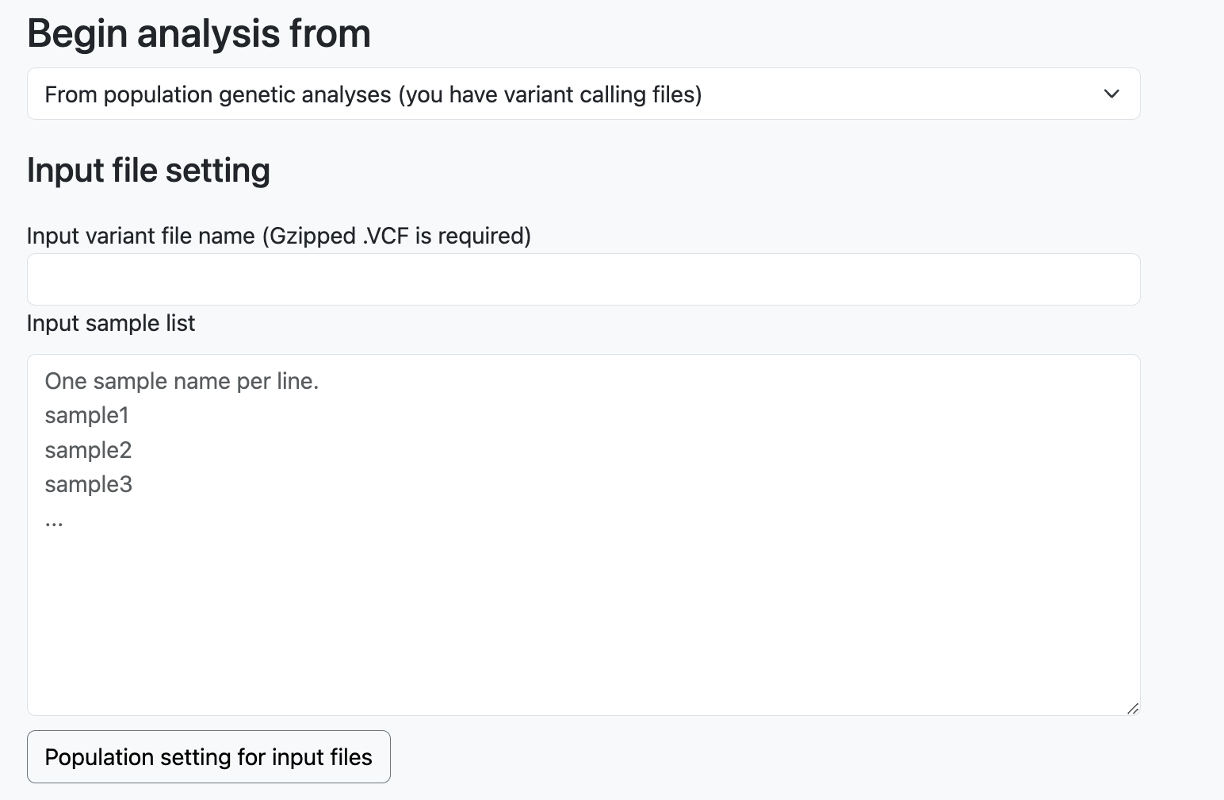 Begin analysis from
From population genetic analyses (you have variant calling files)
Input file setting
Input variant file name (Gzipped .VCF is required)
Input sample list
One sample name per line.
sample1
sample2
sample3
...
Population setting for input files